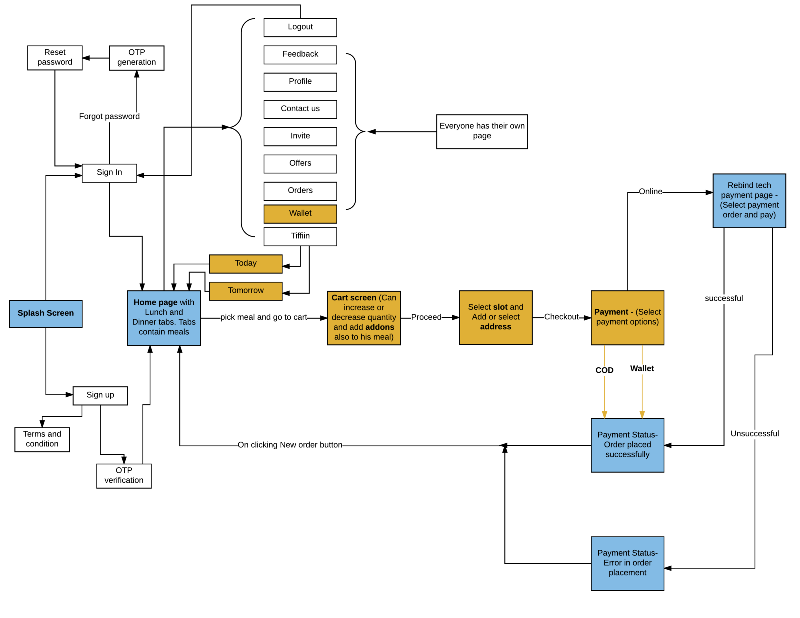 Logout
Feedback
Profile
Contact us
Invite
Offers
Orders
Wallet
Tiffiin
Everyone has their own
page
Reset
password
OTP
generation
Forgot password
Sign In
Today
Tomorrow
Splash Screen
Home page with
Lunch and
Dinner tabs. Tabs
contain meals
pick meal and go to cart
Cart screen (Can
increase or
decrease quantity
and add addons
also to his meal)
Proceed
Select slot and
Add or select
address
Checkout
Payment - (Select
payment options)
Online
Rebind tech
payment page -
(Select payment
order and pay)
successful
Unsuccessful
COD
Wallet
Payment Status-
Order placed
successfully
On clicking New order button
Payment Status-
Error in order
placement
Sign up
Terms and
condition
OTP
verification